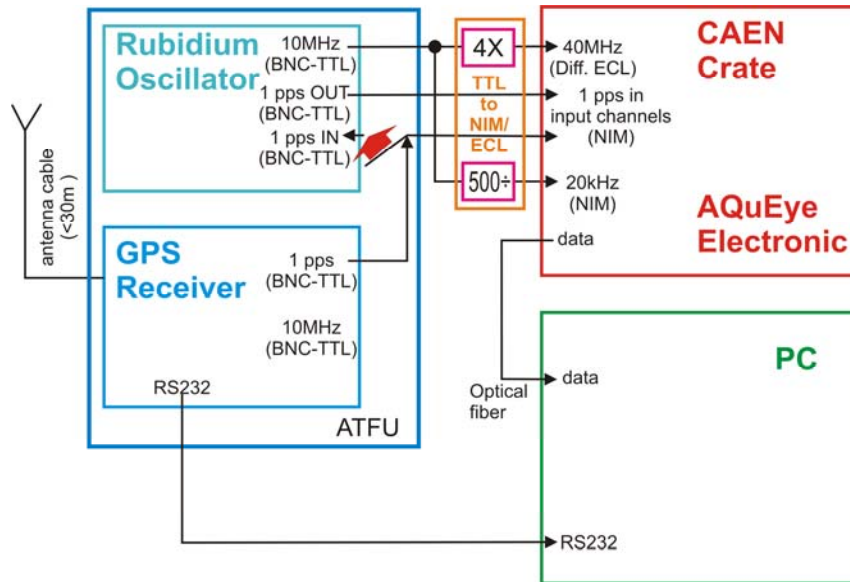 Rubidium
Oscillator
10MHz
(BNC-TTL)
1 pps OUT
(BNC-TTL)
1 pps IN
(BNC-TTL)
4X
TTL
to
NIM/
ECL
500÷
40MHz
(Diff. ECL)
1 pps in
input channels
(NIM)
20kHz
(NIM)
data
CAEN
Crate
AQuEye
Electronic
antenna cable
(<30m )
GPS
Receiver
1 pps
(BNC-TTL)
10MHz
(BNC-TTL)
RS232
ATFU
Optical
fiber
data
PC
RS232